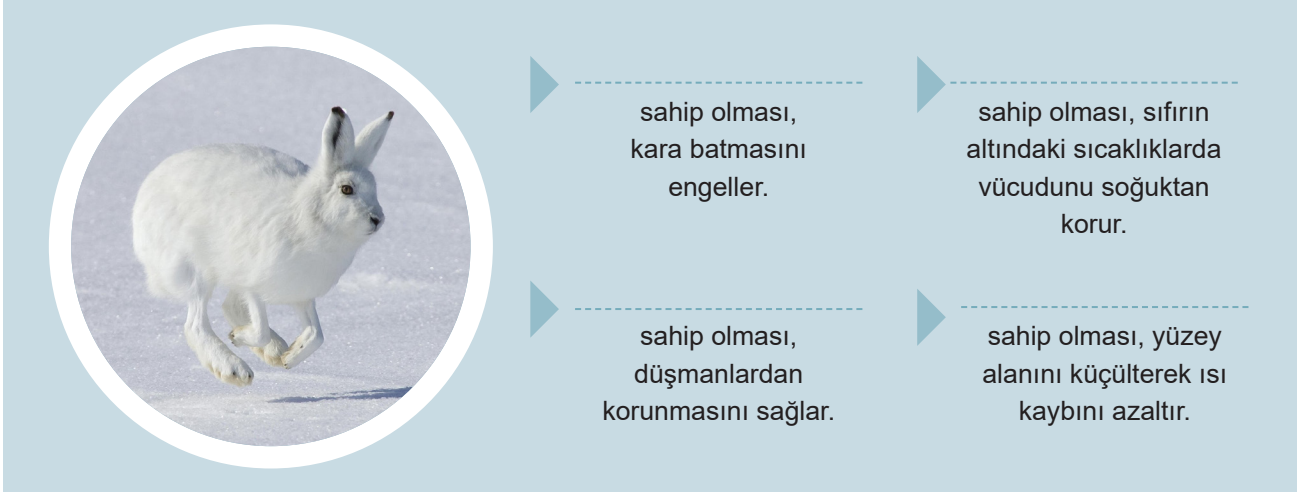 sahip olması,
kara batmasını
engeller.
sahip olması, sıfırın
altındaki sıcaklıklarda
vücudunu soğuktan
korur.
sahip olması,
düşmanlardan
korunmasını sağlar.
sahip olması, yüzey
alanını küçülterek ısı
kaybını azaltır.